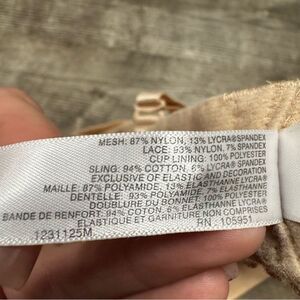 MESH: 87% NYLON, 13% LYCRA®SPANDEX
LACE: 93% NYLON, 7% SPANDEX
CUP LINING: 100% POLYESTER
SLING: 94% COTTON, 6% LYCRA® SPANDEX
EXCLUSIVE OF ELASTIC AND DECORATION
MAILLE: 87% POLYAMIDE, 13% ELASTHANNE LYCRA®
DENTELLE: 93% POLYAMIDE, 7% ELASTHANNE
DOUBLURE DU BONNET: 100% POLYESTER
BANDE DE RENFORT: 94% COTON, 6% ELASTHANNE LYCRA®
ELASTIQUE ET GARNITURE NON COMPRISES
1231125M RN: 105951